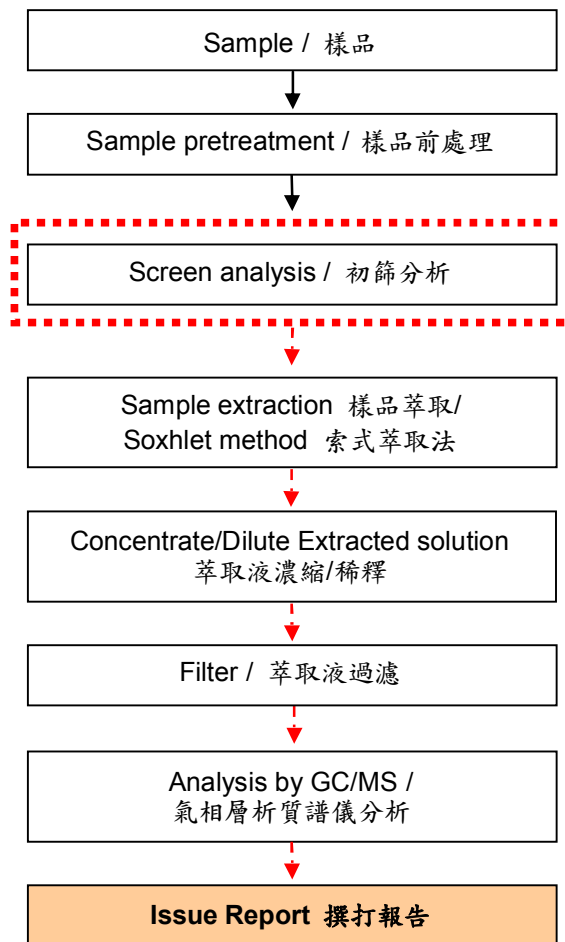 Sample / 樣品
Sample pretreatment / 樣品前處理
Screen analysis / 初篩分析
Sample extraction 樣品萃取/
Soxhlet method 索式萃取法
Concentrate/Dilute Extracted solution
萃取液濃縮/稀釋
Filter / 萃取液過濾
Analysis by GC/MS /
氣相層析質譜儀分析
Issue Report 撰打報告